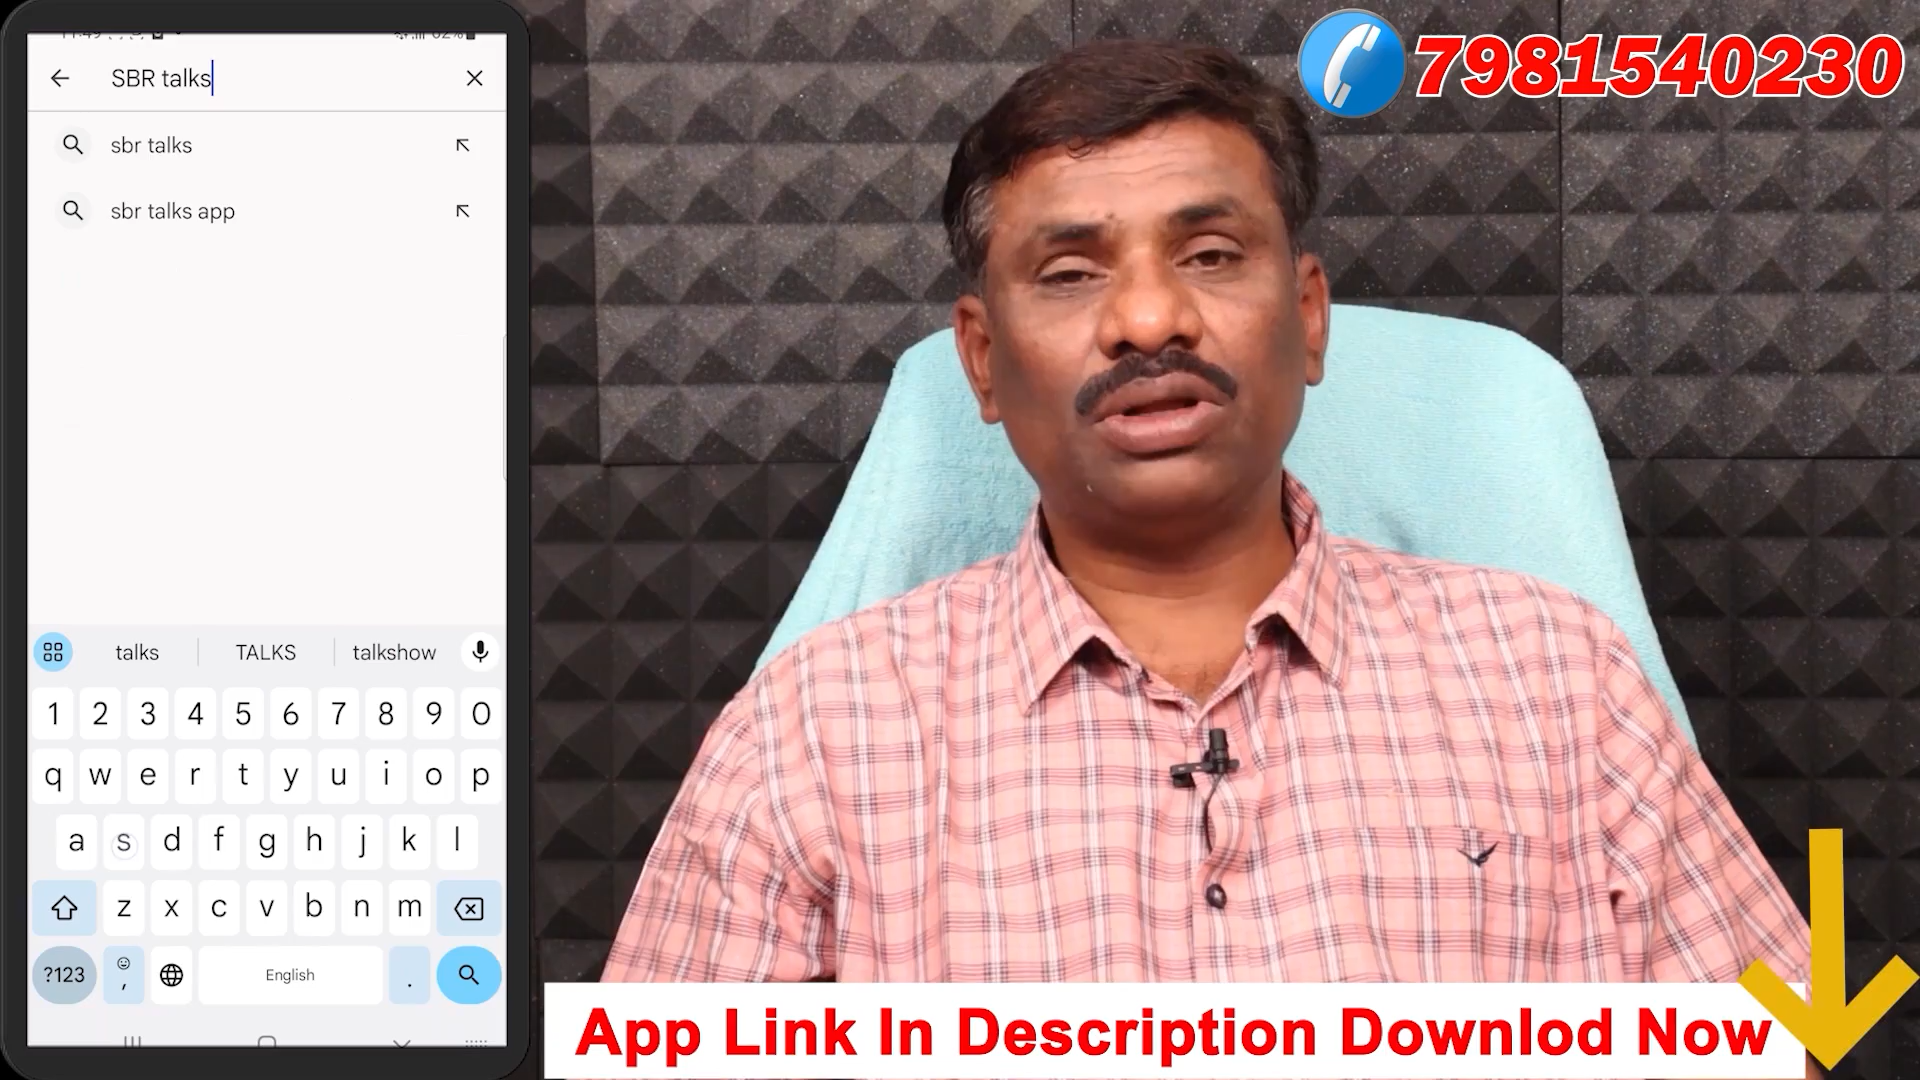 SBR talks
sbr talks
sbr talks app
talks TALKS talkshow
1 2 3 4 5 6 7 8 9 0
q w e r t y u i o p
a s d f g h j k l
z x c v b n m
?123 , English .
7981540230
App Link In Description Downlod Now